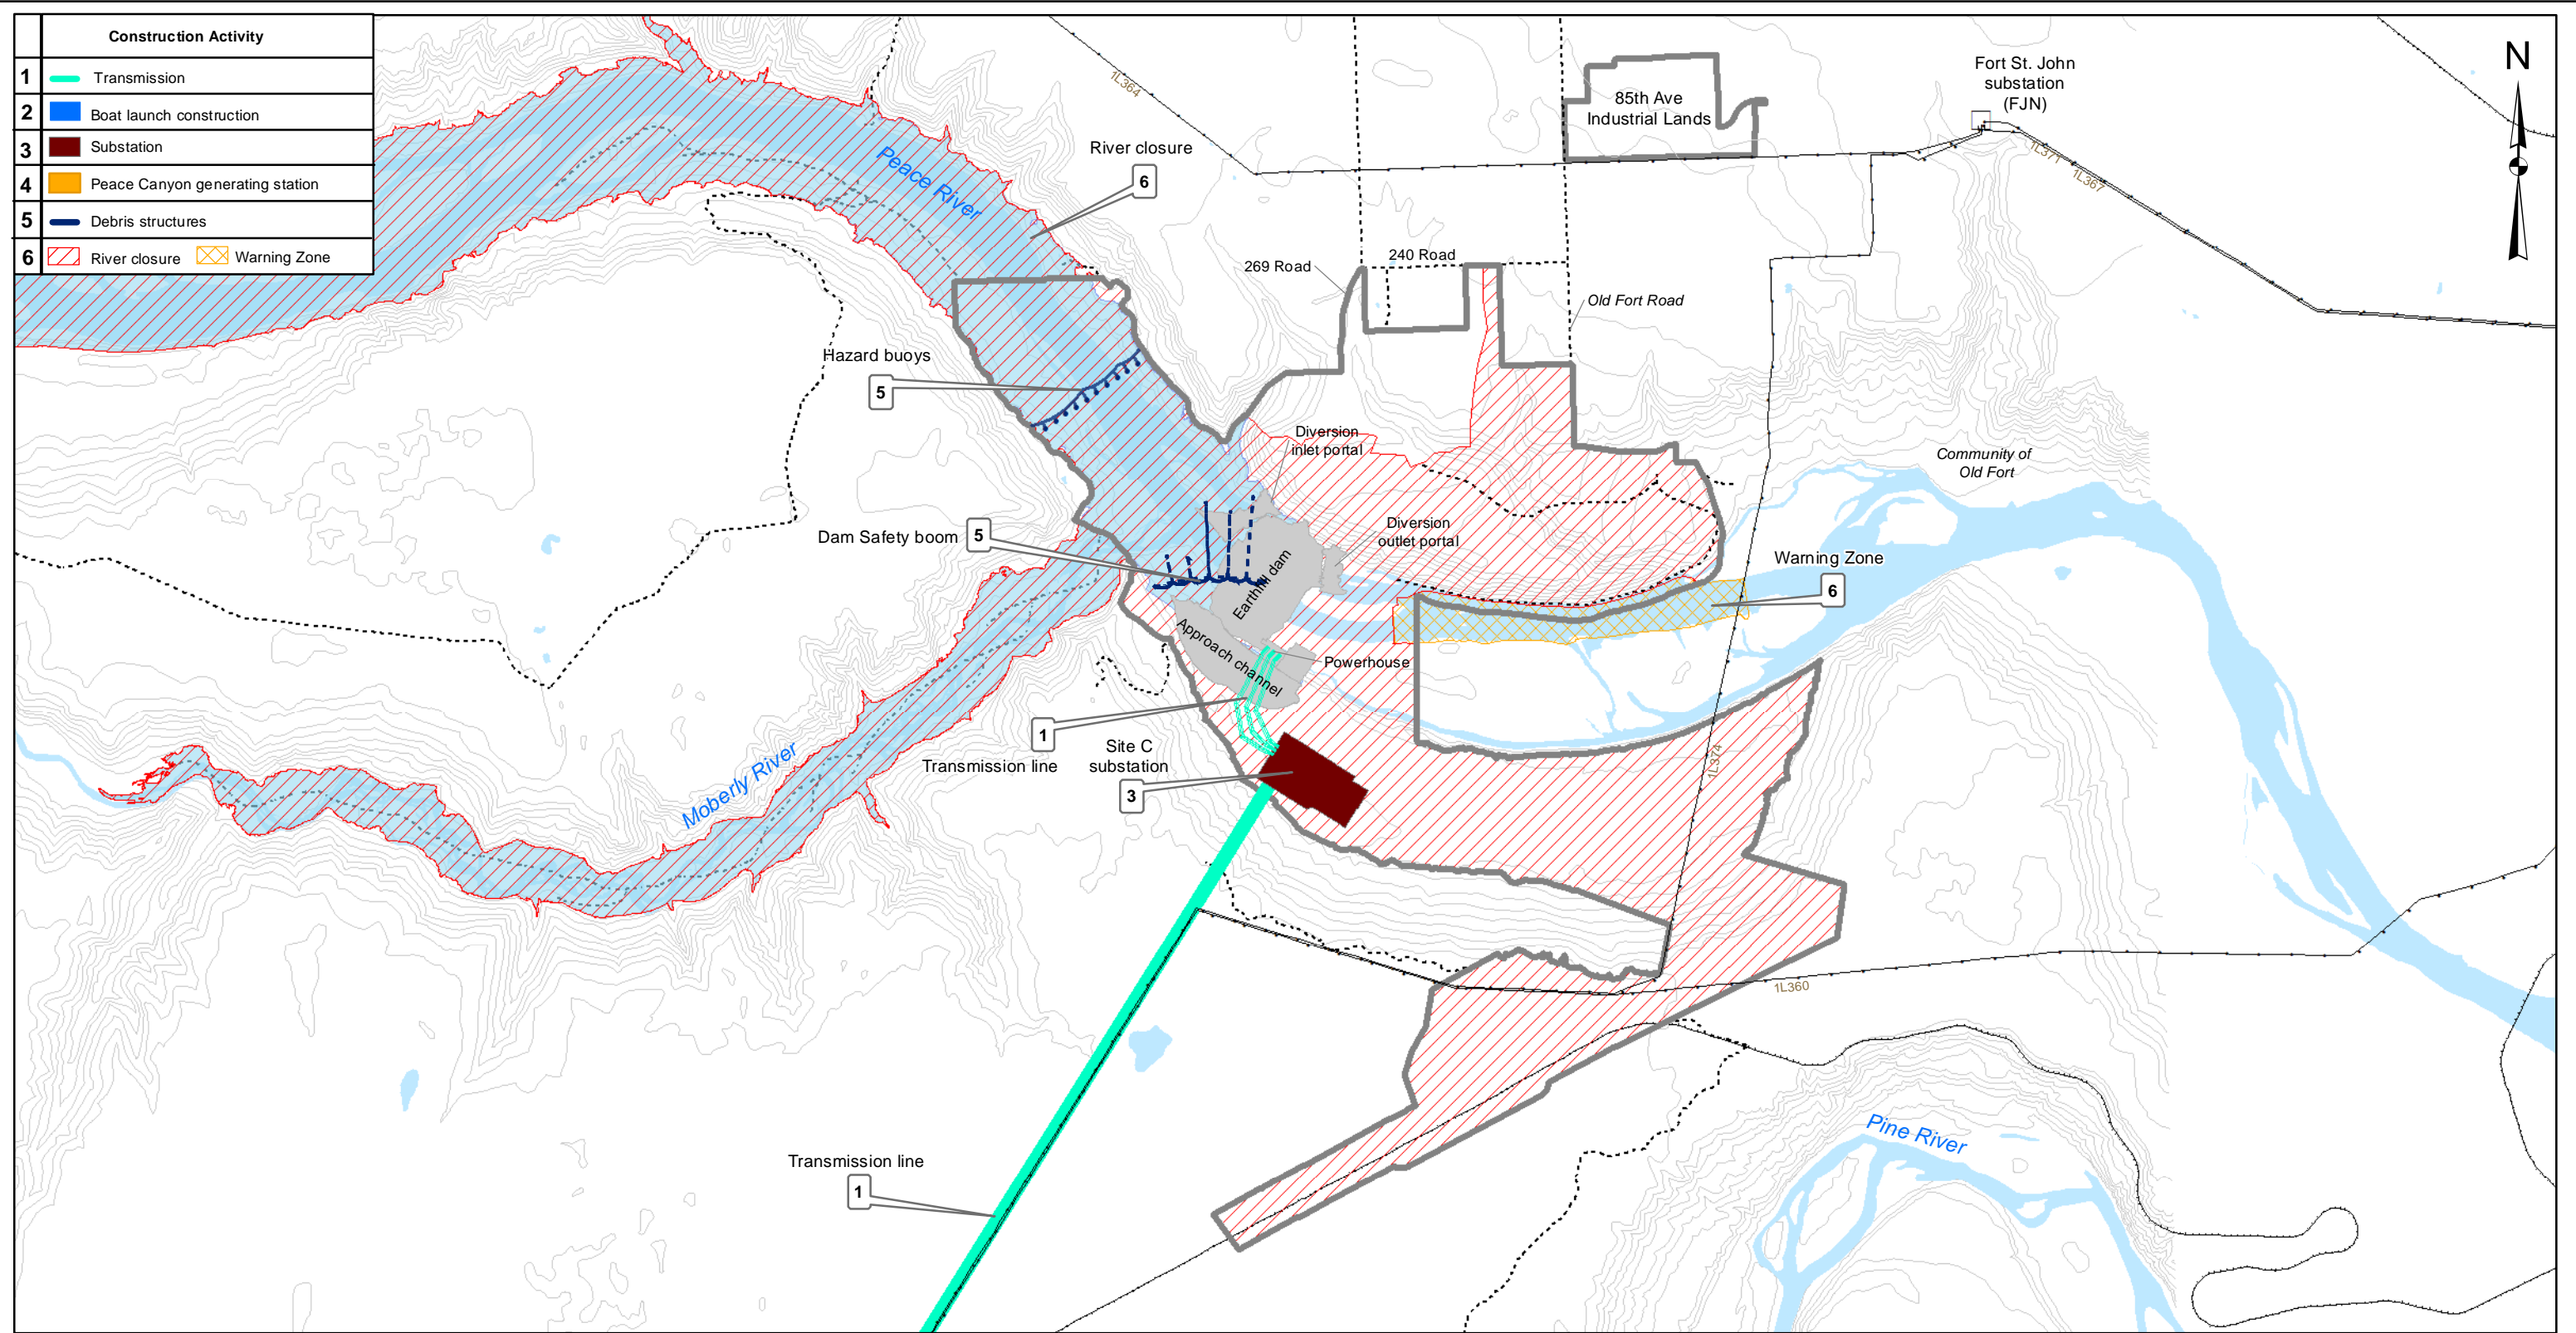 Construction Activity
1 Transmission
2 Boat launch construction
3 Substation
4 Peace Canyon generating station
5 Debris structures
6 River closure Warning Zone
N
1L364
85th Ave
Industrial Lands
Fort St. John
substation
(FJN)
1L371
1L367
River closure
6
Peace River
269 Road
240 Road
Old Fort Road
Hazard buoys
5
Diversion
inlet portal
Community of
Old Fort
Dam Safety boom
5
Diversion
outlet portal
Warning Zone
6
Earthfill dam
Approach channel
Powerhouse
1
Transmission line
Site C
substation
3
1L374
Moberly River
1L360
Pine River
Transmission line
1